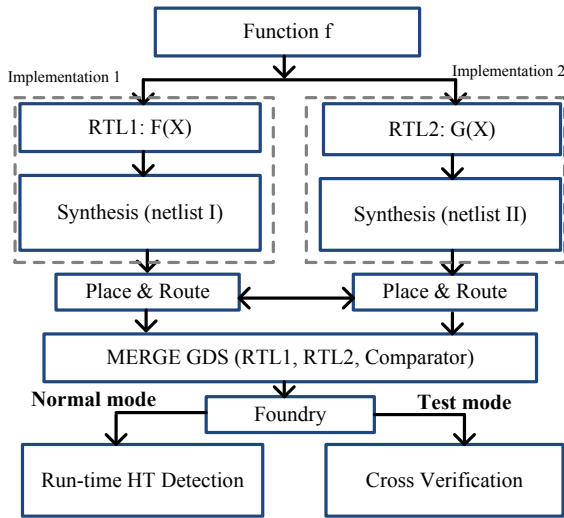 Function f
Implementation 1
Implementation 2
RTL1: F(X)
RTL2: G(X)
Synthesis (netlist I)
Synthesis (netlist II)
Place & Route
Place & Route
MERGE GDS (RTL1, RTL2, Comparator)
Normal mode
Foundry
Test mode
Run-time HT Detection
Cross Verification